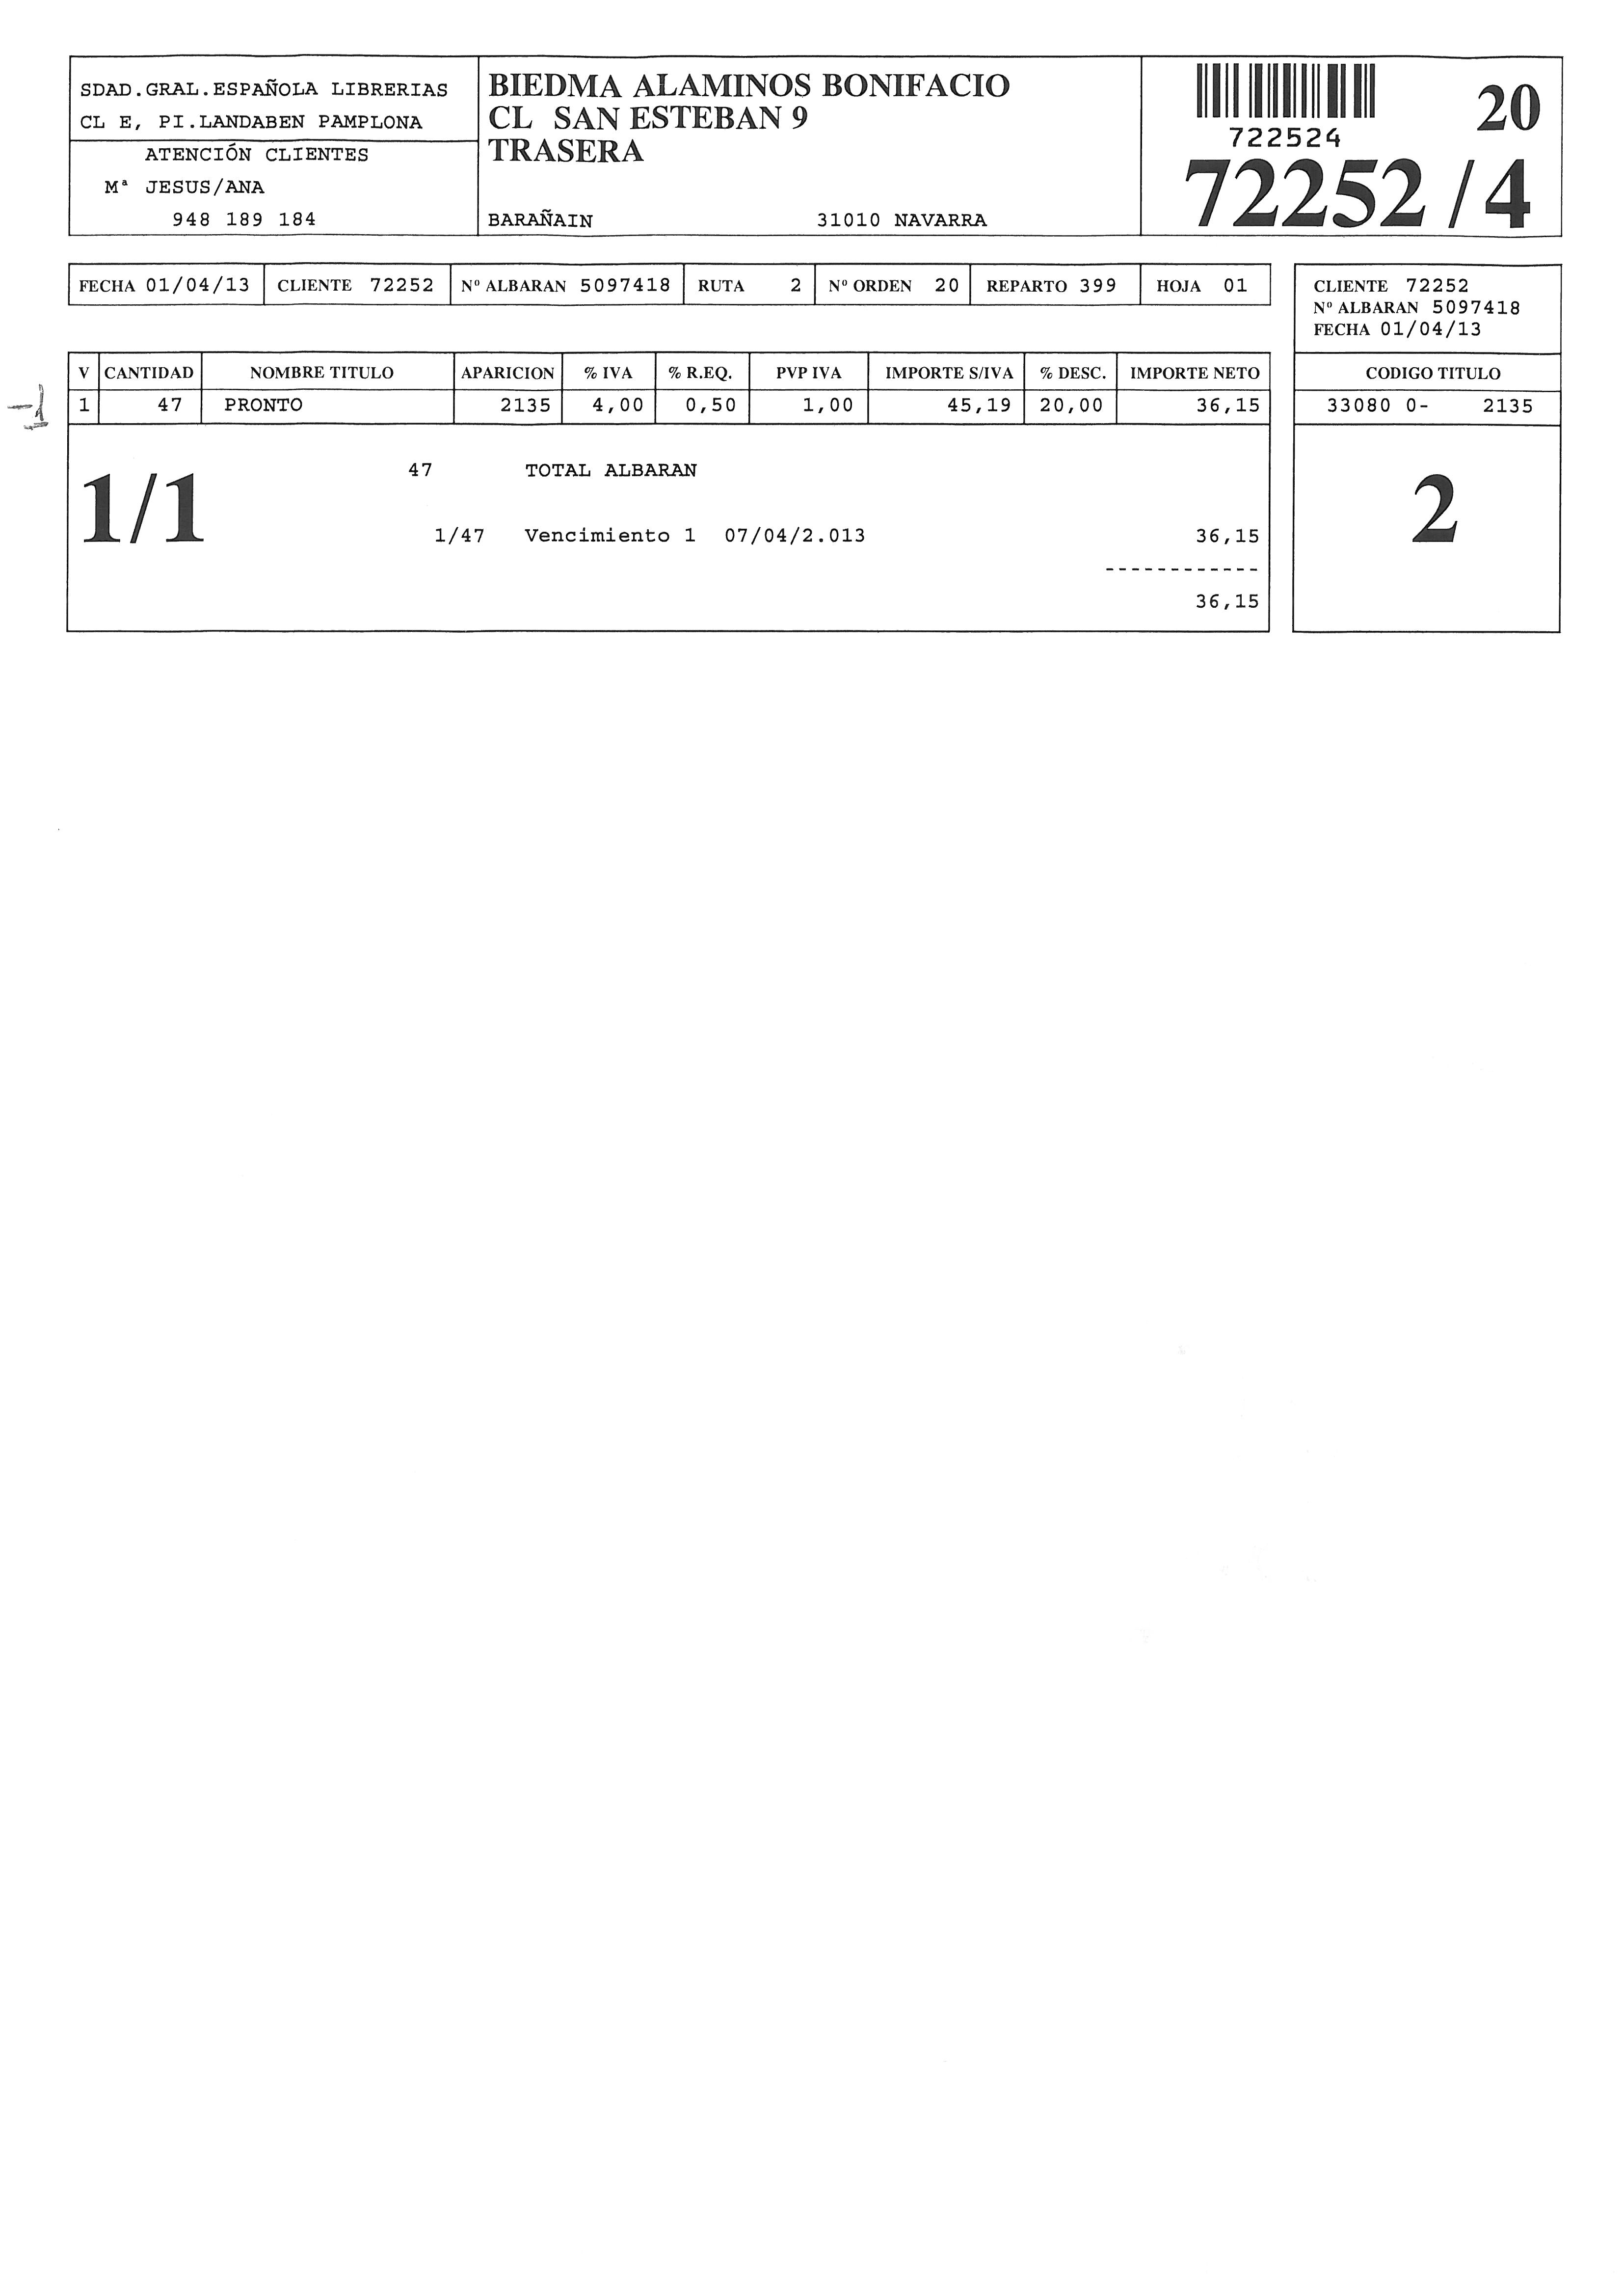 SDAD.GRAL.ESPAÑOLA LIBRERIAS
CL E, PI.LANDABEN PAMPLONA
ATENCIÓN CLIENTES
Mª JESUS/ANA
948 189 184
BIEDMA ALAMINOS BONIFACIO
CL SAN ESTEBAN 9
TRASERA
BARAÑAIN 31010 NAVARRA
722524
20
72252 / 4
FECHA 01/04/13 CLIENTE 72252 Nº ALBARAN 5097418 RUTA 2 Nº ORDEN 20 REPARTO 399 HOJA 01
CLIENTE 72252
Nº ALBARAN 5097418
FECHA 01/04/13
V CANTIDAD NOMBRE TITULO APARICION % IVA % R.EQ. PVP IVA IMPORTE S/IVA % DESC. IMPORTE NETO CODIGO TITULO
-1 1 47 PRONTO 2135 4,00 0,50 1,00 45,19 20,00 36,15 33080 0- 2135
47 TOTAL ALBARAN
1/1
1/47 Vencimiento 1 07/04/2.013 36,15
------------
36,15
2